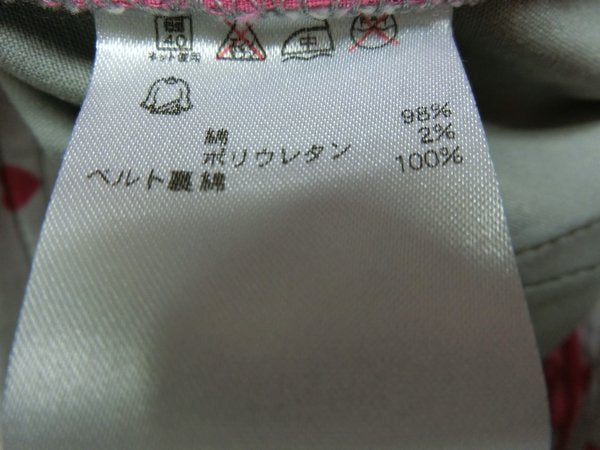 40
ネット使用
中
綿 98%
ポリウレタン 2%
ベルト裏 綿 100%